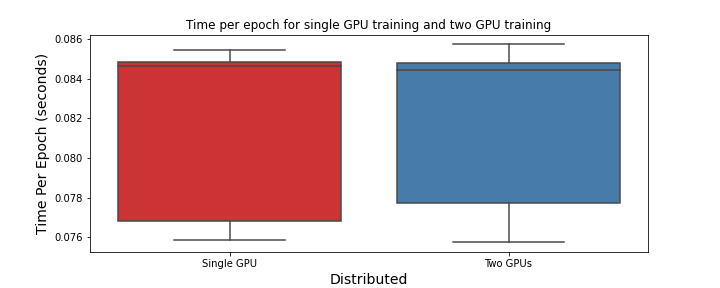 Time per epoch for single GPU training and two GPU training
Time Per Epoch (seconds)
0.086
0.084
0.082
0.080
0.078
0.076
Single GPU
Two GPUs
Distributed